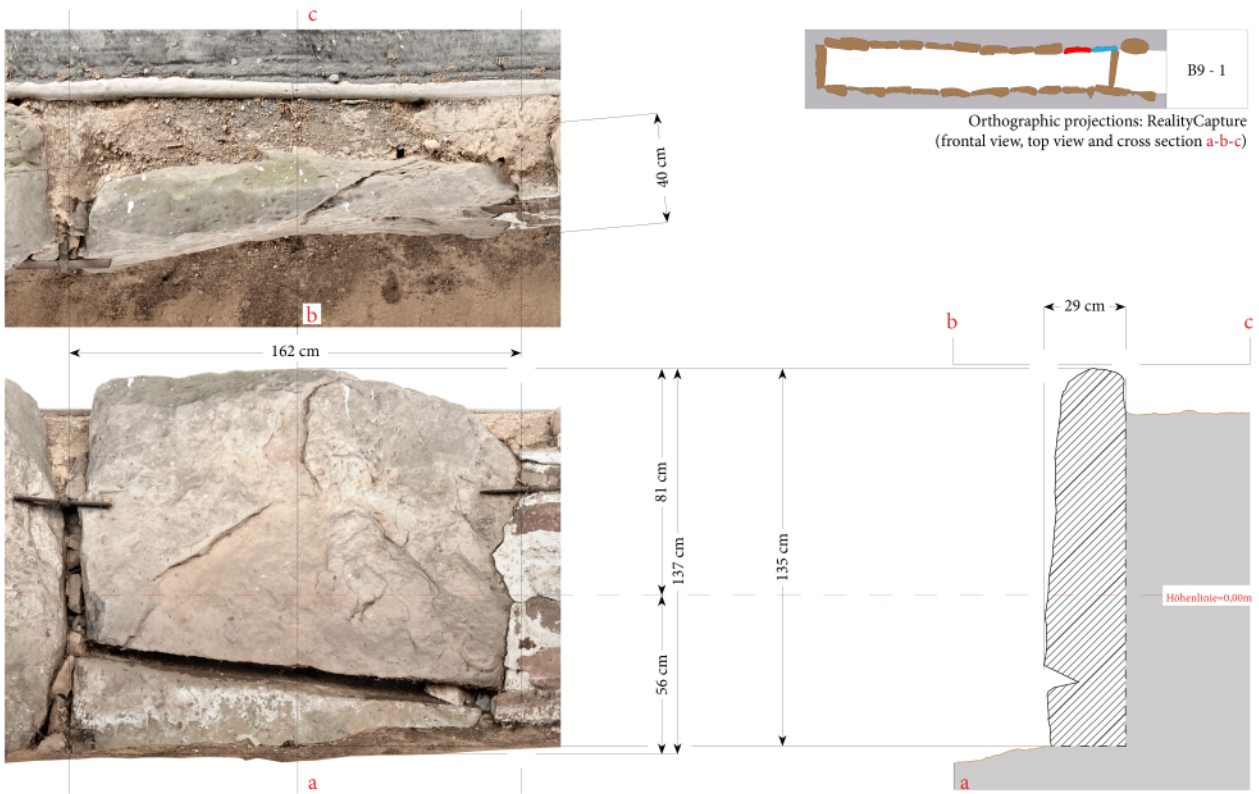 c
B9 - 1
Orthographic projections: RealityCapture
(frontal view, top view and cross section a-b-c)
40 cm
b
162 cm
29 cm
b
c
81 cm
137 cm
135 cm
56 cm
Höhenlinie=0,00m
a
a